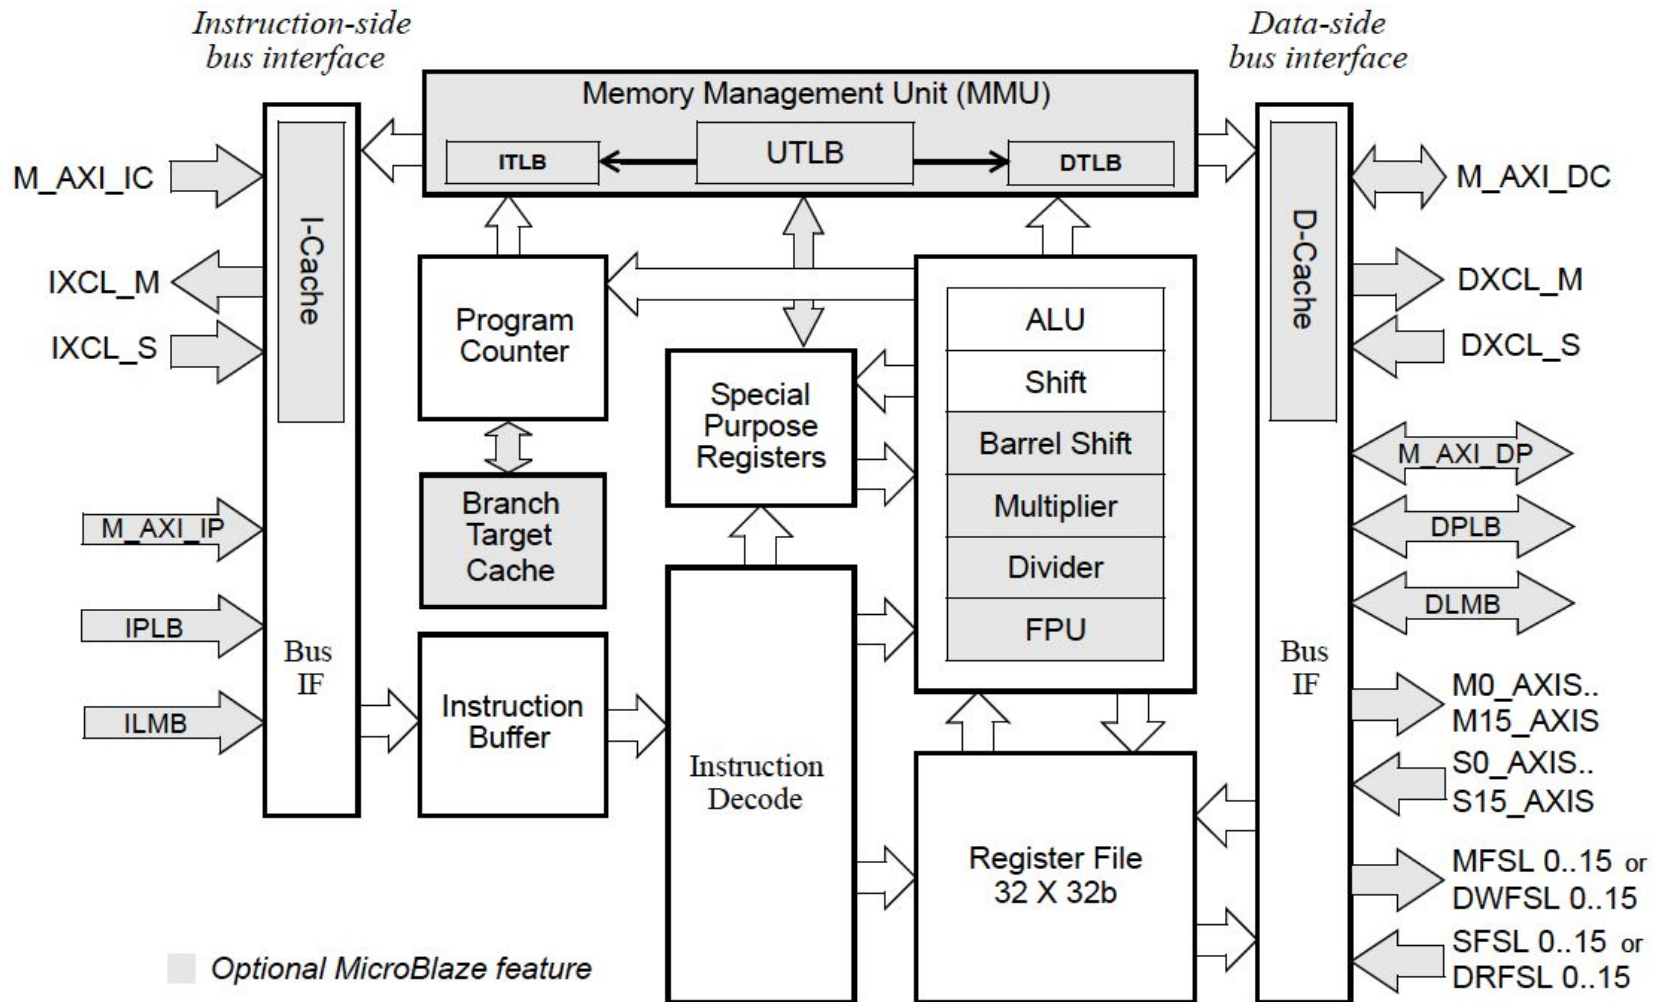 Instruction-side
bus interface
Data-side
bus interface
Memory Management Unit (MMU)
ITLB
UTLB
DTLB
M_AXI_IC
IXCL_M
IXCL_S
M_AXI_IP
IPLB
ILMB
I-Cache
Bus
IF
Program
Counter
Branch
Target
Cache
Instruction
Buffer
Special
Purpose
Registers
Instruction
Decode
ALU
Shift
Barrel Shift
Multiplier
Divider
FPU
Register File
32 X 32b
D-Cache
Bus
IF
M_AXI_DC
DXCL_M
DXCL_S
M_AXI_DP
DPLB
DLMB
M0_AXIS..
M15_AXIS
S0_AXIS..
S15_AXIS
MFSL 0..15 or
DWFSL 0..15
SFSL 0..15 or
DRFSL 0..15
Optional MicroBlaze feature